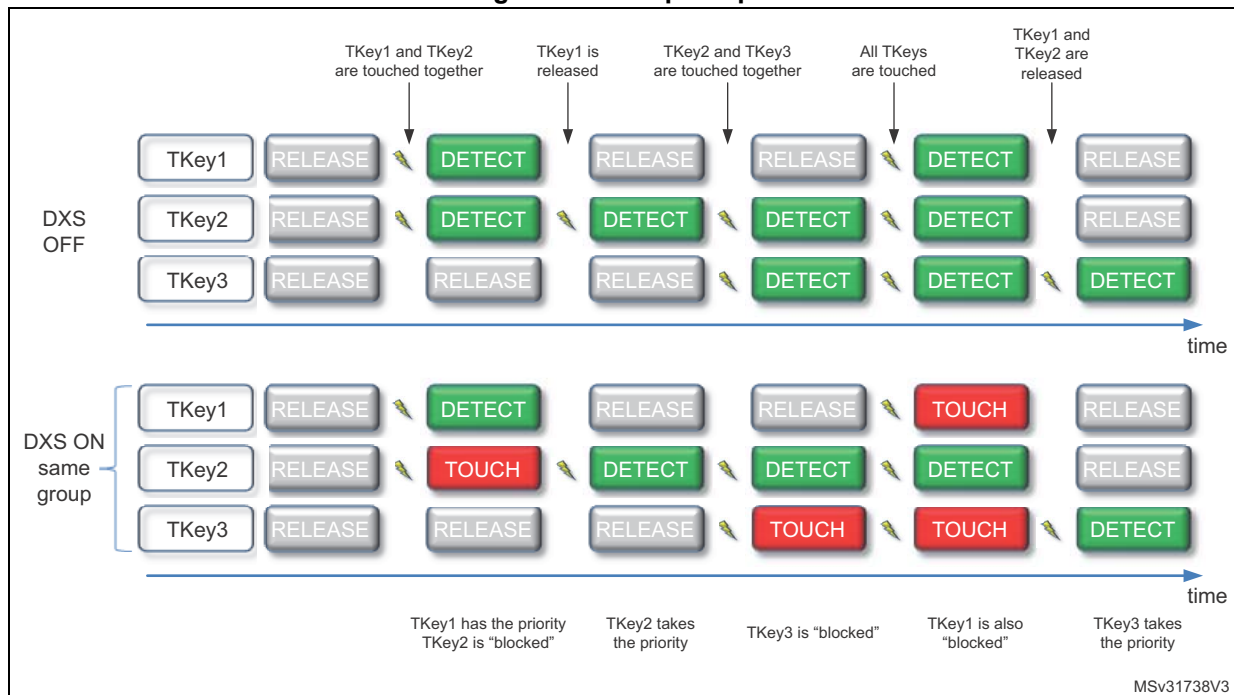 TKey1 and TKey2
are touched together
TKey1 is
released
TKey2 and TKey3
are touched together
All TKeys
are touched
TKey1 and
TKey2 are
released
DXS
OFF
TKey1 RELEASE DETECT RELEASE RELEASE DETECT RELEASE
TKey2 RELEASE DETECT DETECT DETECT DETECT RELEASE
TKey3 RELEASE RELEASE RELEASE DETECT DETECT DETECT
time
DXS ON
same
group
TKey1 RELEASE DETECT RELEASE RELEASE TOUCH RELEASE
TKey2 RELEASE TOUCH DETECT DETECT DETECT RELEASE
TKey3 RELEASE RELEASE RELEASE TOUCH TOUCH DETECT
time
TKey1 has the priority
TKey2 is “blocked”
TKey2 takes
the priority
TKey3 is “blocked”
TKey1 is also
“blocked”
TKey3 takes
the priority
MSv31738V3